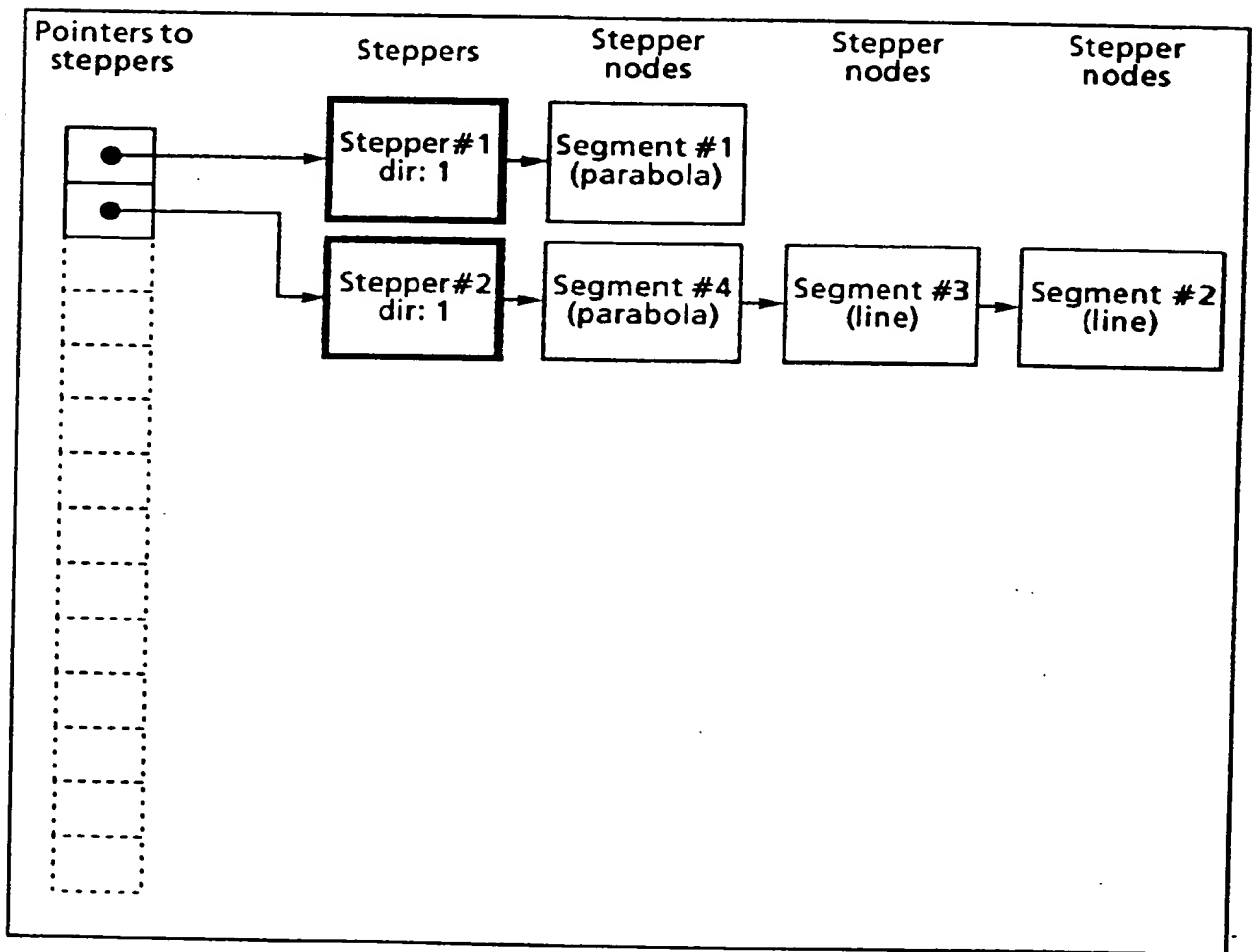 Pointers to
steppers
Steppers
Stepper
nodes
Stepper
nodes
Stepper
nodes
Stepper#1
dir: 1
Segment #1
(parabola)
Stepper#2
dir: 1
Segment #4
(parabola)
Segment #3
(line)
Segment #2
(line)